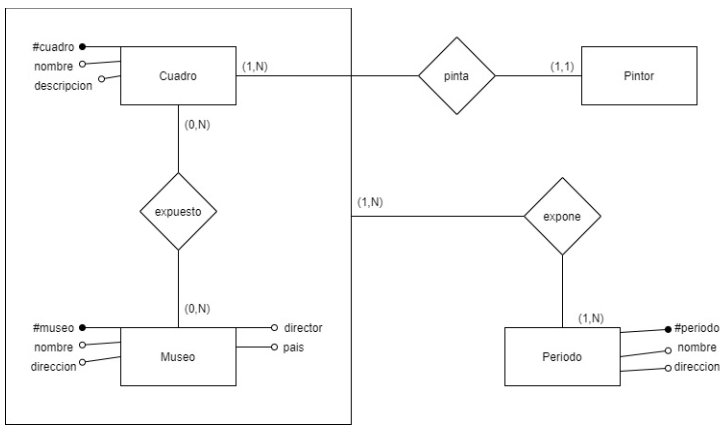 #cuadro
nombre
descripcion
Cuadro
(1,N)
pinta
(1,1)
Pintor
(0,N)
expuesto
(1,N)
expone
(0,N)
(1,N)
#museo
nombre
direccion
Museo
director
pais
Periodo
#periodo
nombre
direccion